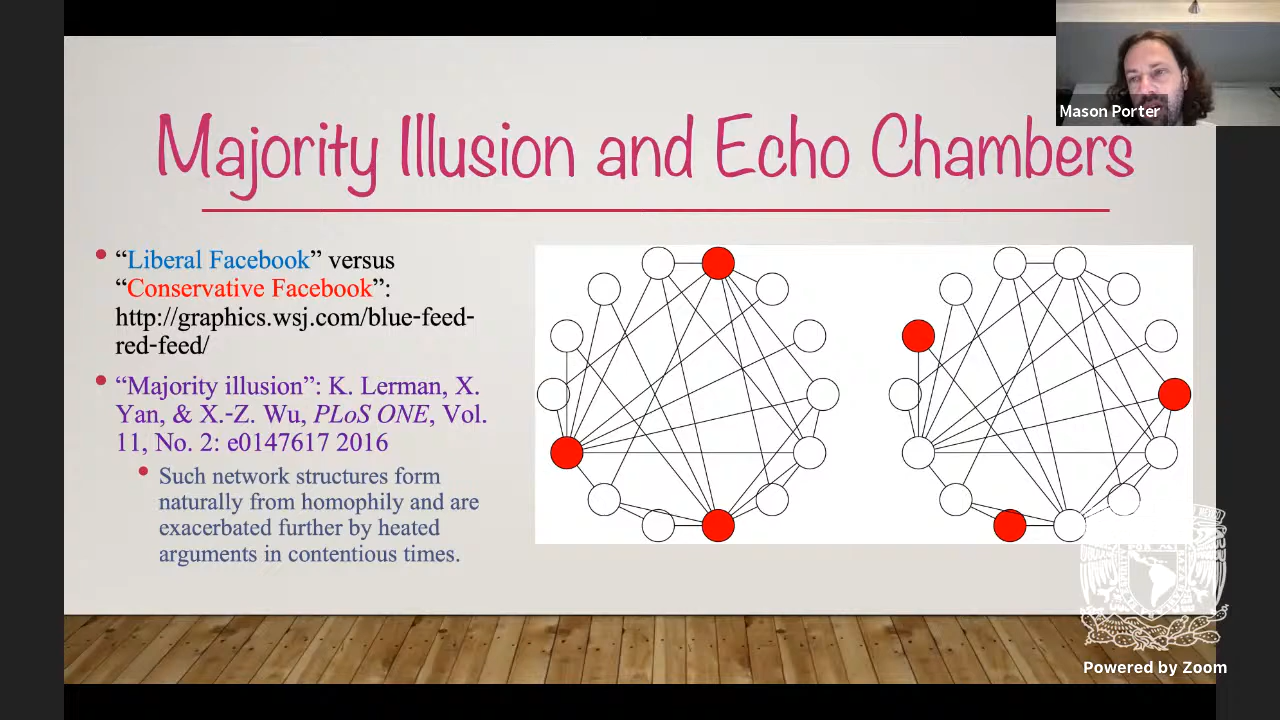 Mason Porter
Majority Illusion and Echo Chambers
“Liberal Facebook” versus
“Conservative Facebook”:
http://graphics.wsj.com/blue-feed-
red-feed/
“Majority illusion”: K. Lerman, X.
Yan, & X.-Z. Wu, PLoS ONE, Vol.
11, No. 2: e0147617 2016
Such network structures form
naturally from homophily and are
exacerbated further by heated
arguments in contentious times.
Powered by Zoom